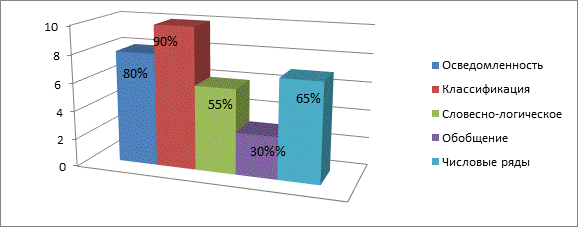 10
8
6
4
2
0
80%
90%
55%
30%%
65%
Осведомленность
Классификация
Словесно-логическое
Обобщение
Числовые ряды